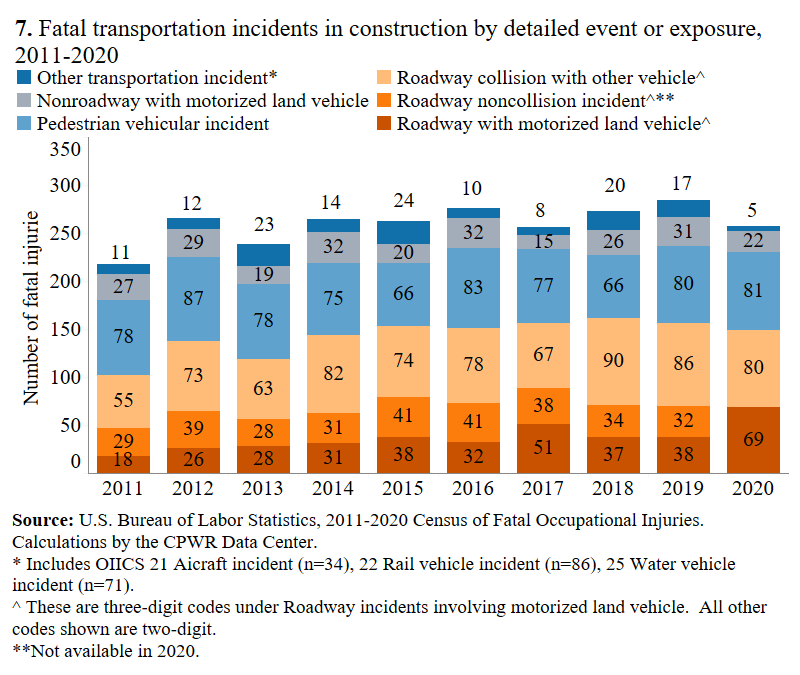 7. Fatal transportation incidents in construction by detailed event or exposure,
2011-2020
Other transportation incident*
Roadway collision with other vehicle^
Nonroadway with motorized land vehicle
Roadway noncollision incident^**
Pedestrian vehicular incident
Roadway with motorized land vehicle^
Number of fatal injurie
350
300
250
200
150
100
50
0
11 12 23 14 24 10 8 20 17 5
27 29 19 32 20 32 15 26 31 22
78 87 78 75 66 83 77 66 80 81
55 73 63 82 74 78 67 90 86 80
29 39 28 31 41 41 38 34 32
18 26 28 31 38 32 51 37 38 69
2011 2012 2013 2014 2015 2016 2017 2018 2019 2020
Source: U.S. Bureau of Labor Statistics, 2011-2020 Census of Fatal Occupational Injuries.
Calculations by the CPWR Data Center.
* Includes OIICS 21 Aicraft incident (n=34), 22 Rail vehicle incident (n=86), 25 Water vehicle
incident (n=71).
^ These are three-digit codes under Roadway incidents involving motorized land vehicle.  All other
codes shown are two-digit.
**Not available in 2020.